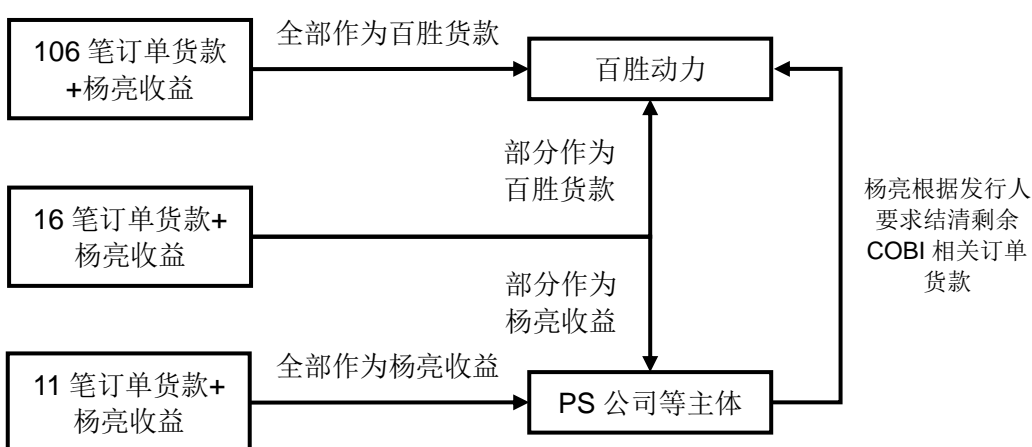 106 笔订单货款
+杨亮收益
全部作为百胜货款
百胜动力
部分作为
百胜货款
16 笔订单货款+
杨亮收益
杨亮根据发行人
要求结清剩余
COBI 相关订单
货款
部分作为
杨亮收益
11 笔订单货款+
杨亮收益
全部作为杨亮收益
PS 公司等主体